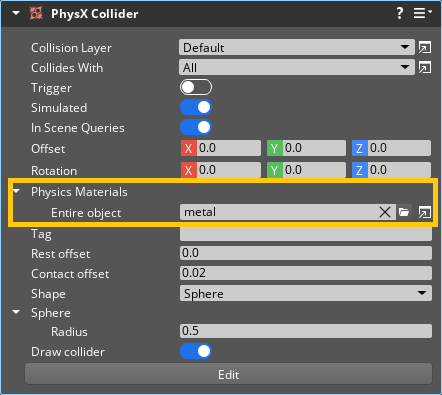 PhysX Collider ?
Collision Layer Default
Collides With All
Trigger
Simulated
In Scene Queries
Offset X 0.0 Y 0.0 Z 0.0
Rotation X 0.0 Y 0.0 Z 0.0
Physics Materials
Entire object metal
Tag
Rest offset 0.0
Contact offset 0.02
Shape Sphere
Sphere
Radius 0.5
Draw collider
Edit